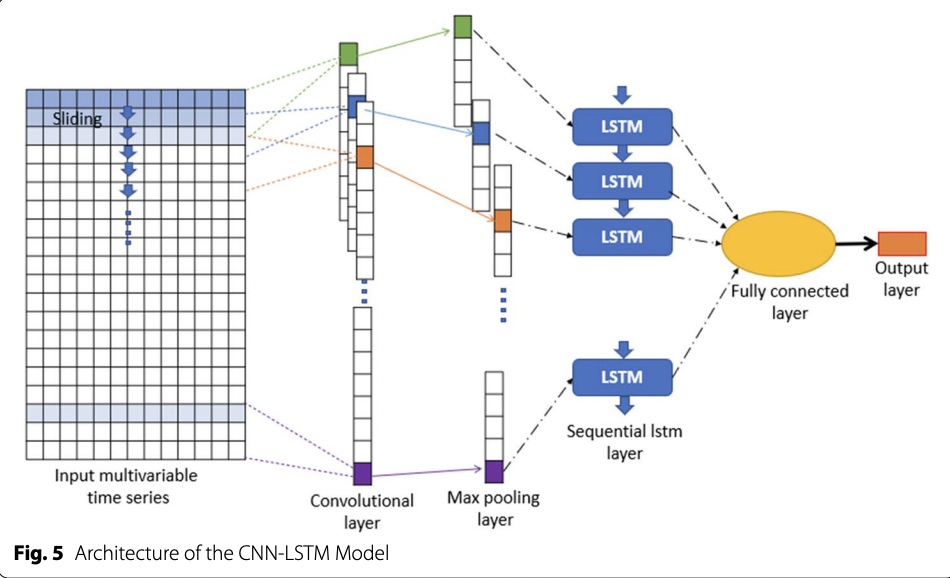 Sliding
LSTM
LSTM
LSTM
LSTM
Input multivariable
time series
Convolutional
layer
Max pooling
layer
Sequential lstm
layer
Fully connected
layer
Output
layer
Fig. 5 Architecture of the CNN-LSTM Model